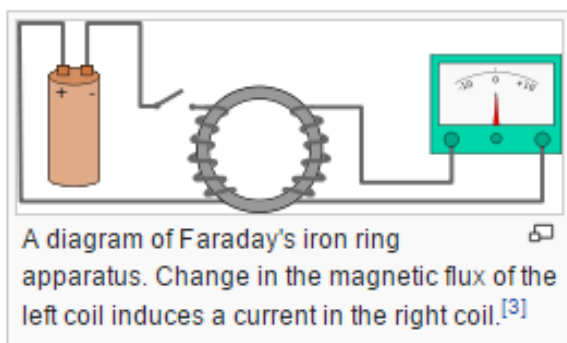 + -
-10 0 +10
A diagram of Faraday's iron ring
apparatus. Change in the magnetic flux of the
left coil induces a current in the right coil.[3]